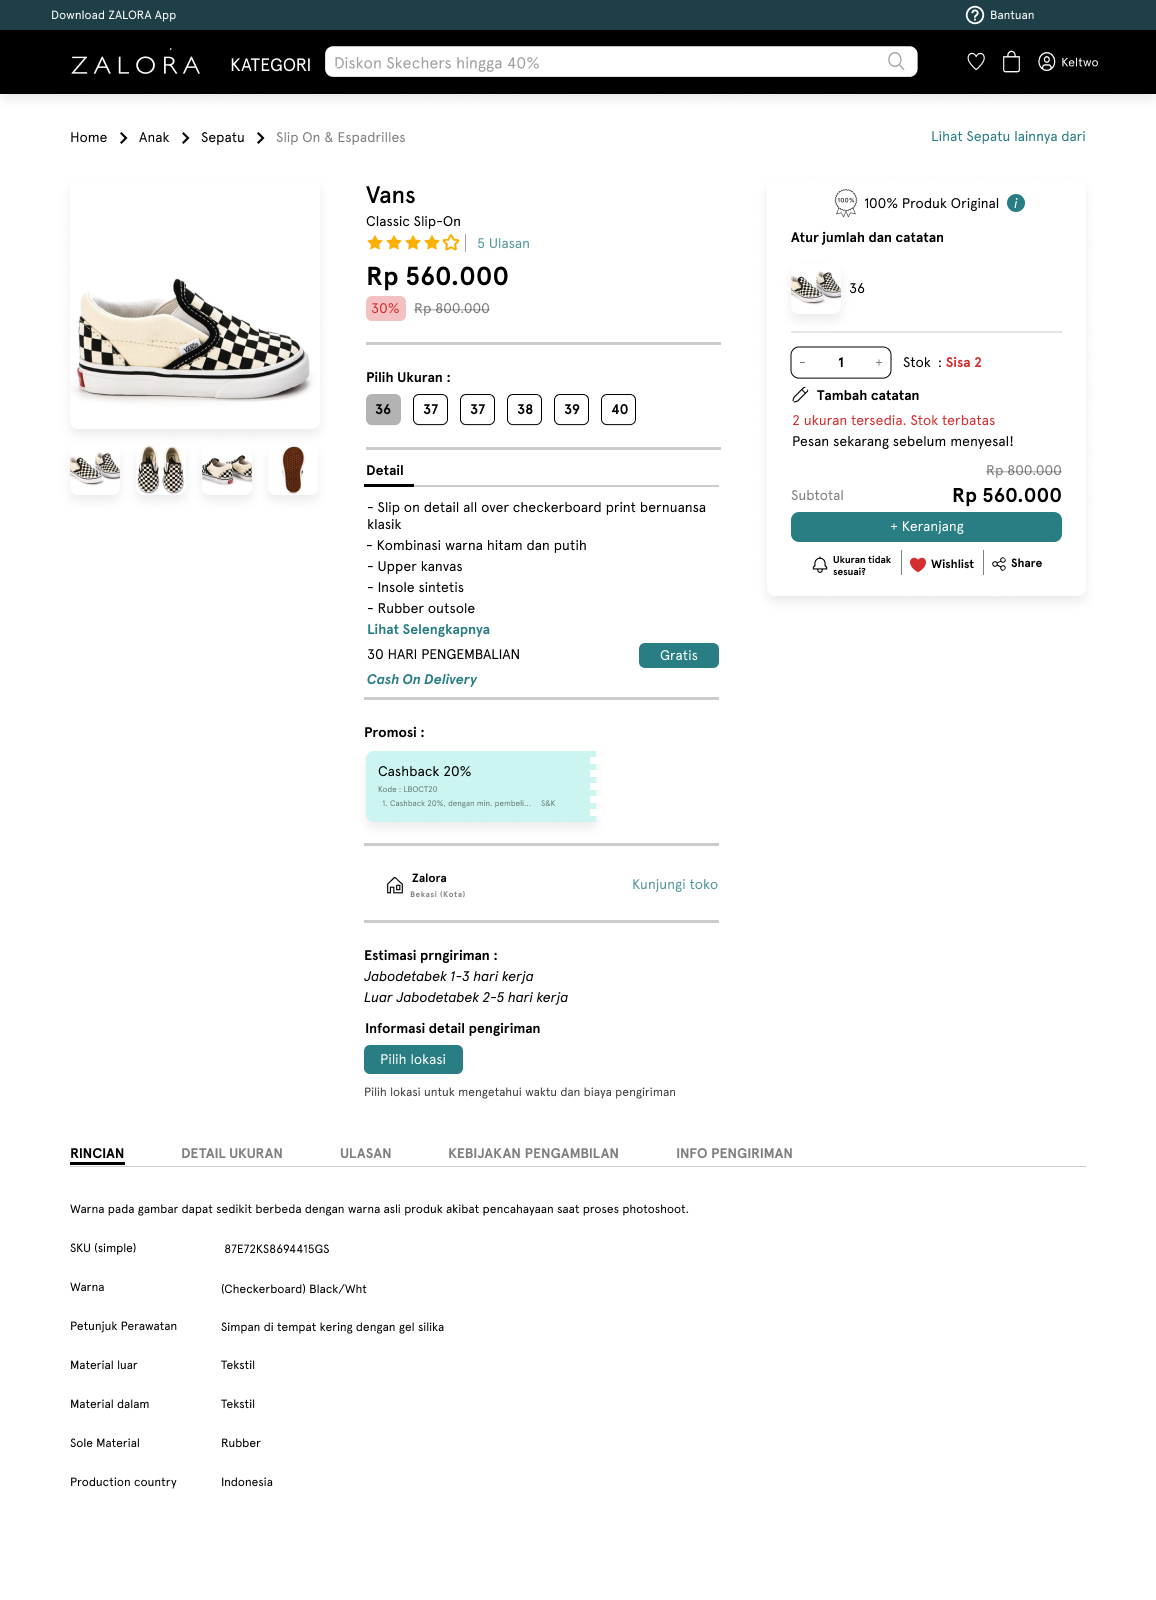 Download ZALORA App
Bantuan
ZALORA
KATEGORI
Diskon Skechers hingga 40%
Keltwo
Home > Anak > Sepatu > Slip On & Espadrilles
Lihat Sepatu lainnya dari
Vans
Classic Slip-On
5 Ulasan
Rp 560.000
30% Rp 800.000
Pilih Ukuran :
36 37 37 38 39 40
Detail
- Slip on detail all over checkerboard print bernuansa
klasik
- Kombinasi warna hitam dan putih
- Upper kanvas
- Insole sintetis
- Rubber outsole
Lihat Selengkapnya
30 HARI PENGEMBALIAN
Gratis
Cash On Delivery
Promosi :
Cashback 20%
Kode : LBOCT20
1. Cashback 20%, dengan min. pembeli... S&K
Zalora
Bekasi (Kota)
Kunjungi toko
Estimasi prngiriman :
Jabodetabek 1-3 hari kerja
Luar Jabodetabek 2-5 hari kerja
Informasi detail pengiriman
Pilih lokasi
Pilih lokasi untuk mengetahui waktu dan biaya pengiriman
100%
100% Produk Original
i
Atur jumlah dan catatan
36
- 1 +
Stok : Sisa 2
Tambah catatan
2 ukuran tersedia. Stok terbatas
Pesan sekarang sebelum menyesal!
Rp 800.000
Subtotal Rp 560.000
+ Keranjang
Ukuran tidak
sesuai?
Wishlist
Share
RINCIAN DETAIL UKURAN ULASAN KEBIJAKAN PENGAMBILAN INFO PENGIRIMAN
Warna pada gambar dapat sedikit berbeda dengan warna asli produk akibat pencahayaan saat proses photoshoot.
SKU (simple) 87E72KS8694415GS
Warna (Checkerboard) Black/Wht
Petunjuk Perawatan Simpan di tempat kering dengan gel silika
Material luar Tekstil
Material dalam Tekstil
Sole Material Rubber
Production country Indonesia